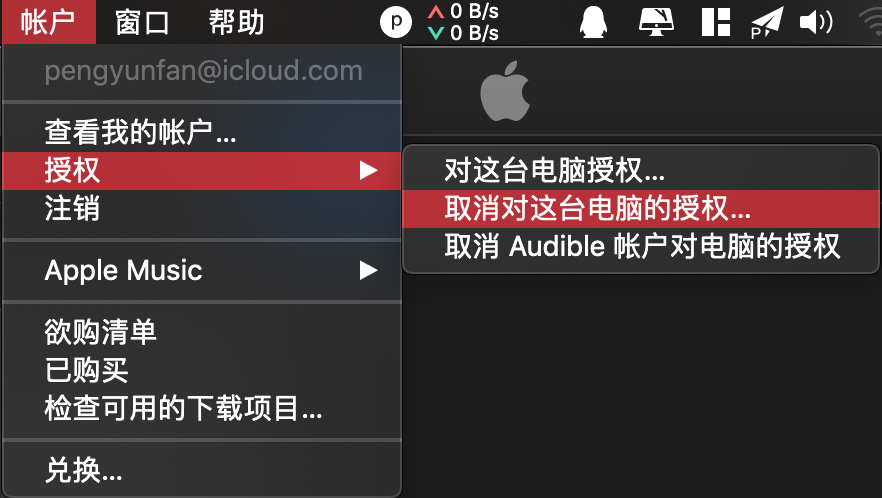 帐户 窗口 帮助 p 0 B/s
0 B/s
P
pengyunfan@icloud.com
查看我的帐户...
授权
对这台电脑授权...
注销
取消对这台电脑的授权...
取消 Audible 帐户对电脑的授权
Apple Music
欲购清单
已购买
检查可用的下载项目...
兑换...